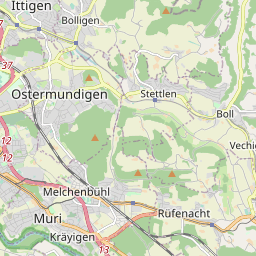 Ittigen
Bolligen
37
Stettlen
Ostermundigen
Boll
12
12
Vechig
Melchenbühl
Muri
Rüfenacht
Kräyigen
13